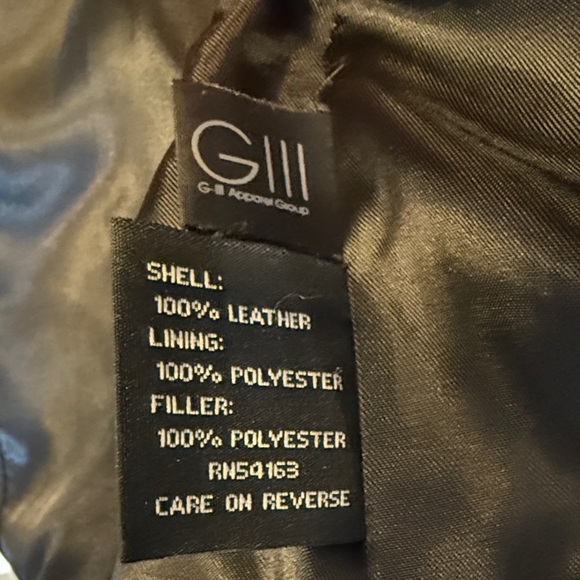 GIII
G-III Apparel Group
SHELL:
100% LEATHER
LINING:
100% POLYESTER
FILLER:
100% POLYESTER
RN54163
CARE ON REVERSE